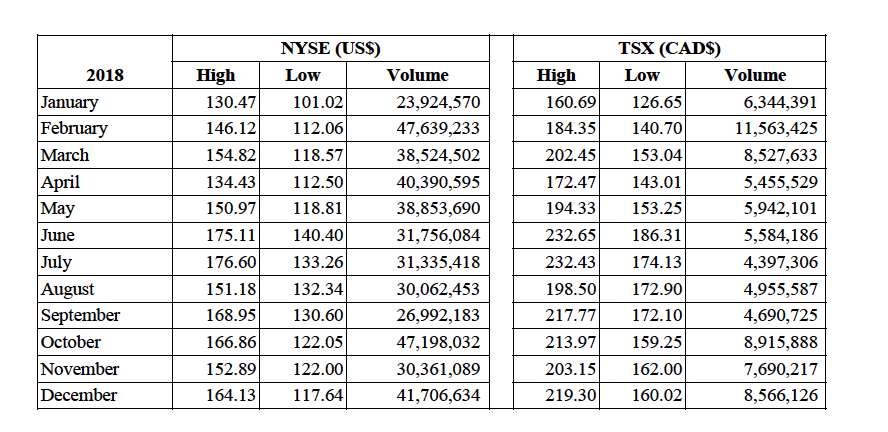 NYSE (US$) TSX (CAD$)
2018 High Low Volume High Low Volume
January 130.47 101.02 23,924,570 160.69 126.65 6,344,391
February 146.12 112.06 47,639,233 184.35 140.70 11,563,425
March 154.82 118.57 38,524,502 202.45 153.04 8,527,633
April 134.43 112.50 40,390,595 172.47 143.01 5,455,529
May 150.97 118.81 38,853,690 194.33 153.25 5,942,101
June 175.11 140.40 31,756,084 232.65 186.31 5,584,186
July 176.60 133.26 31,335,418 232.43 174.13 4,397,306
August 151.18 132.34 30,062,453 198.50 172.90 4,955,587
September 168.95 130.60 26,992,183 217.77 172.10 4,690,725
October 166.86 122.05 47,198,032 213.97 159.25 8,915,888
November 152.89 122.00 30,361,089 203.15 162.00 7,690,217
December 164.13 117.64 41,706,634 219.30 160.02 8,566,126